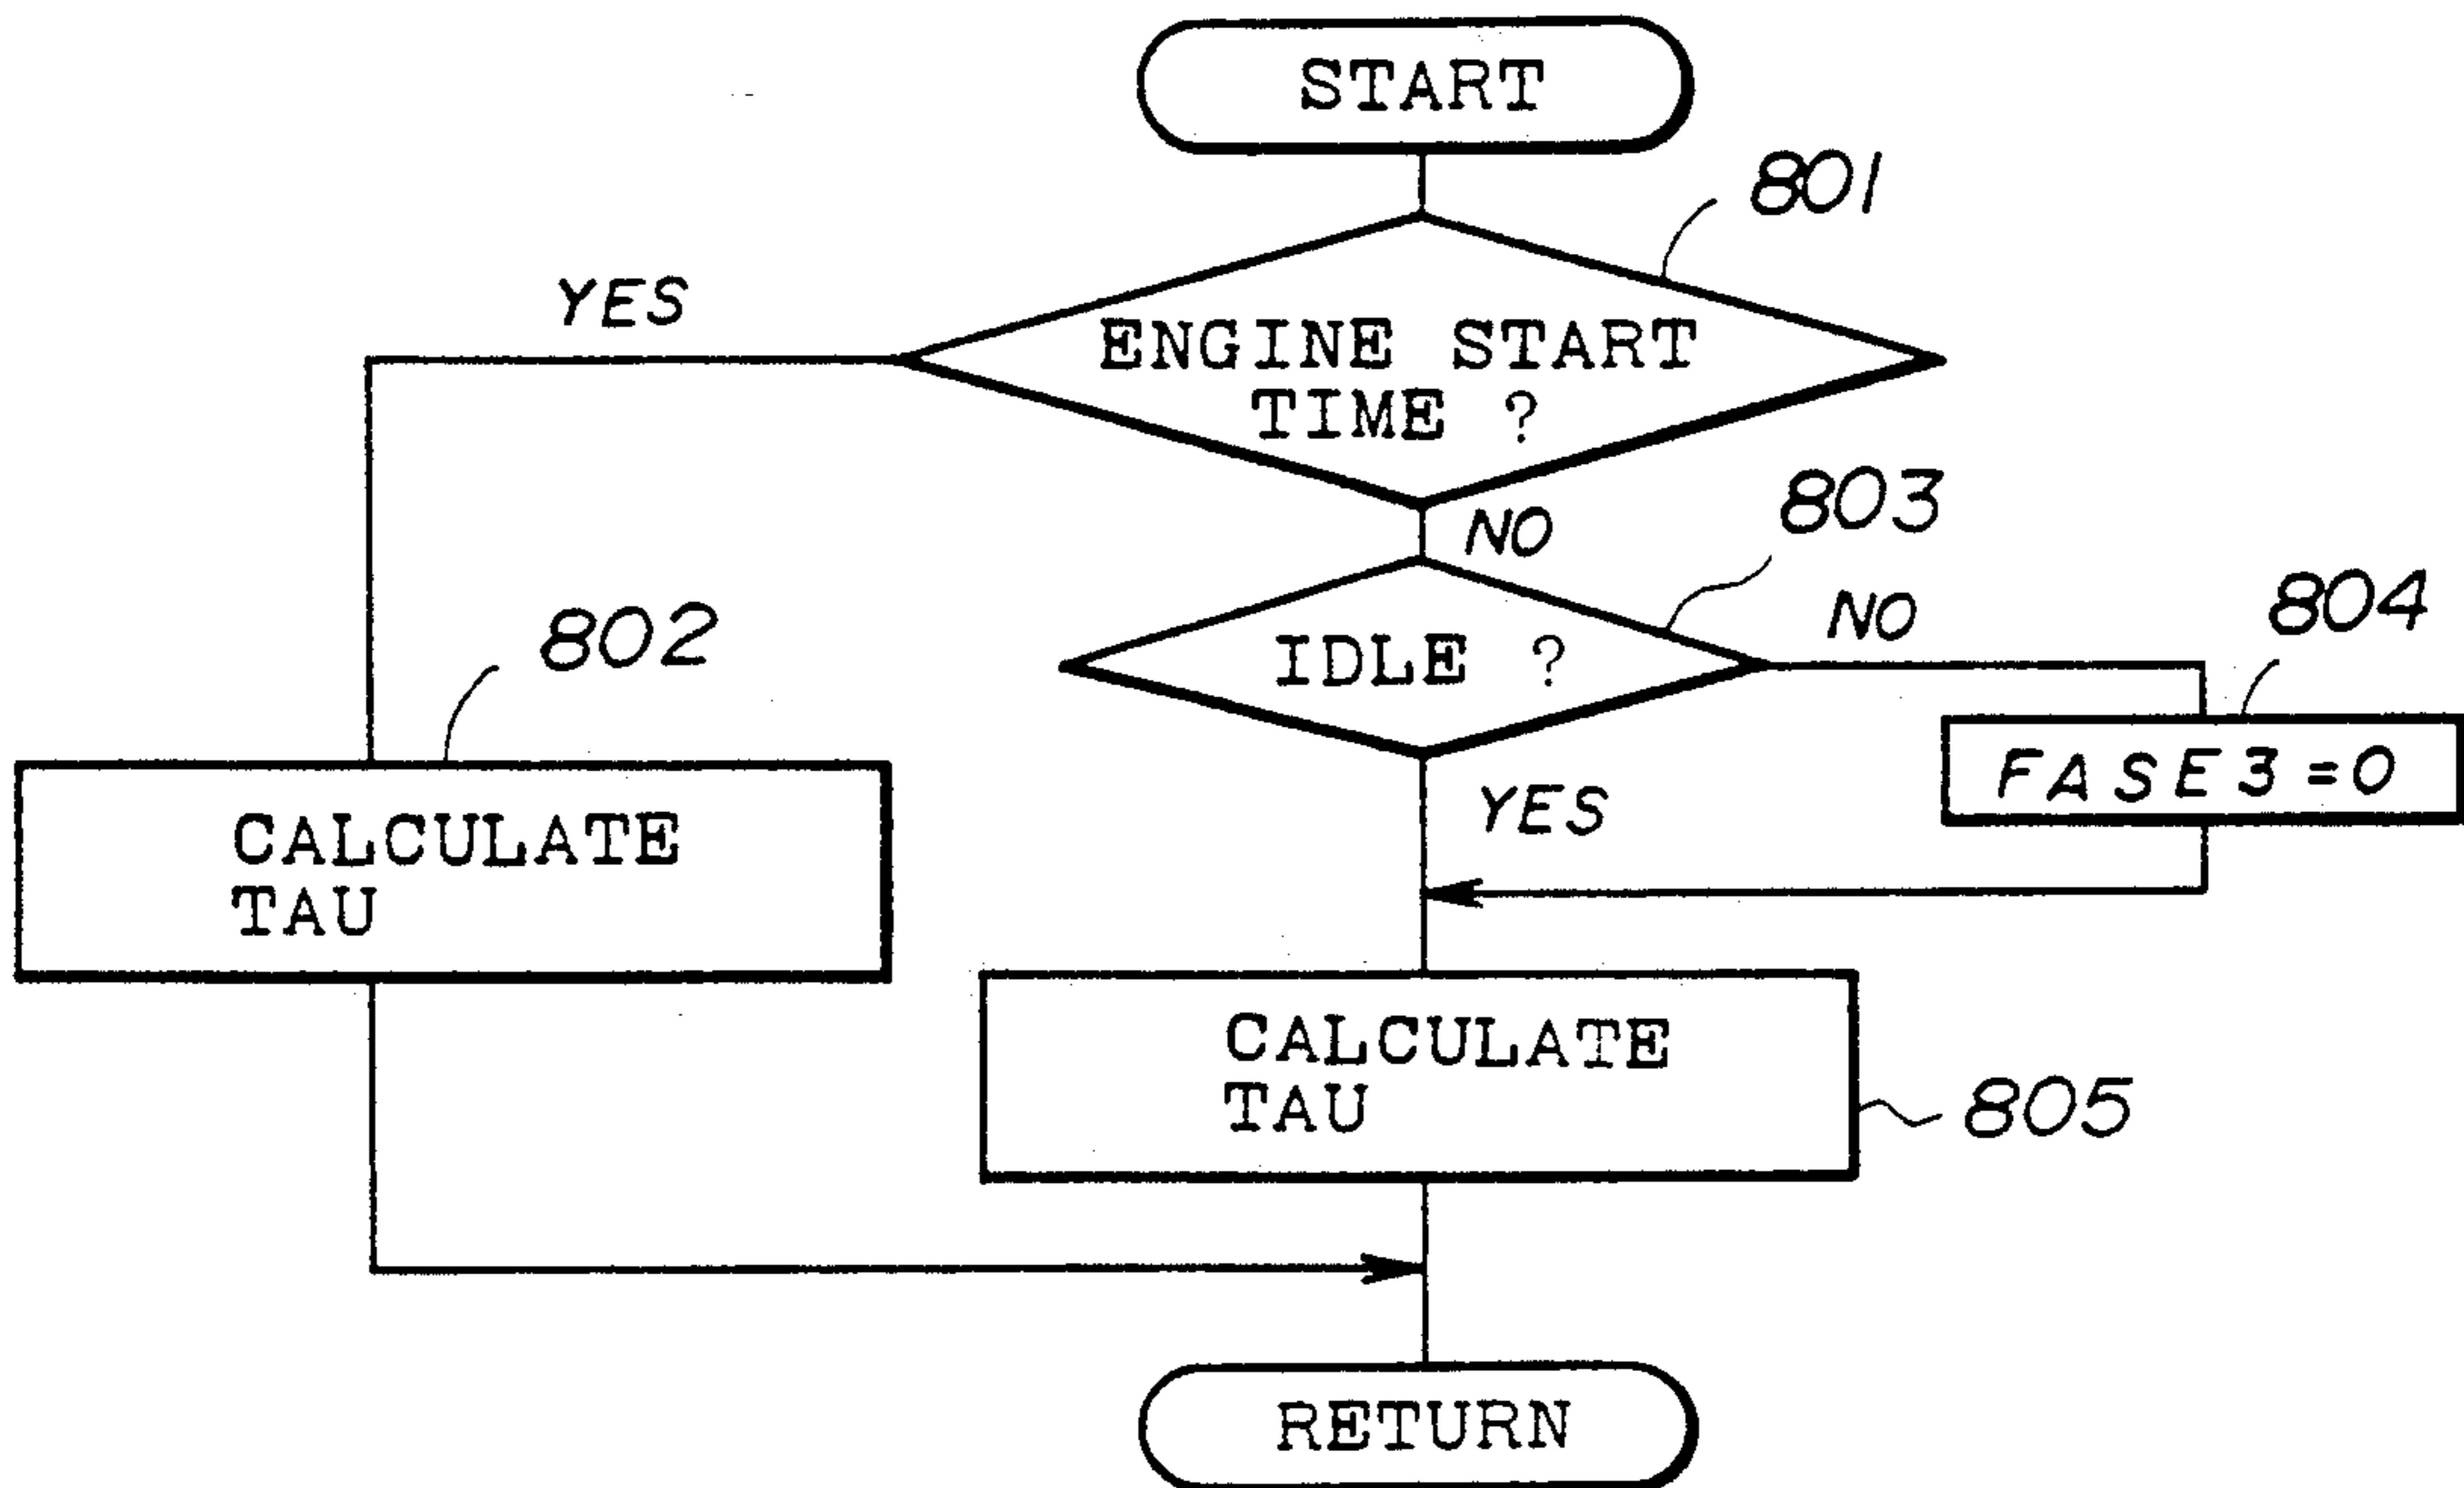 START
801
YES
ENGINE START
TIME ?
NO
803
IDLE ?
NO
804
802
FASE3=0
YES
CALCULATE
TAU
CALCULATE
TAU
805
RETURN